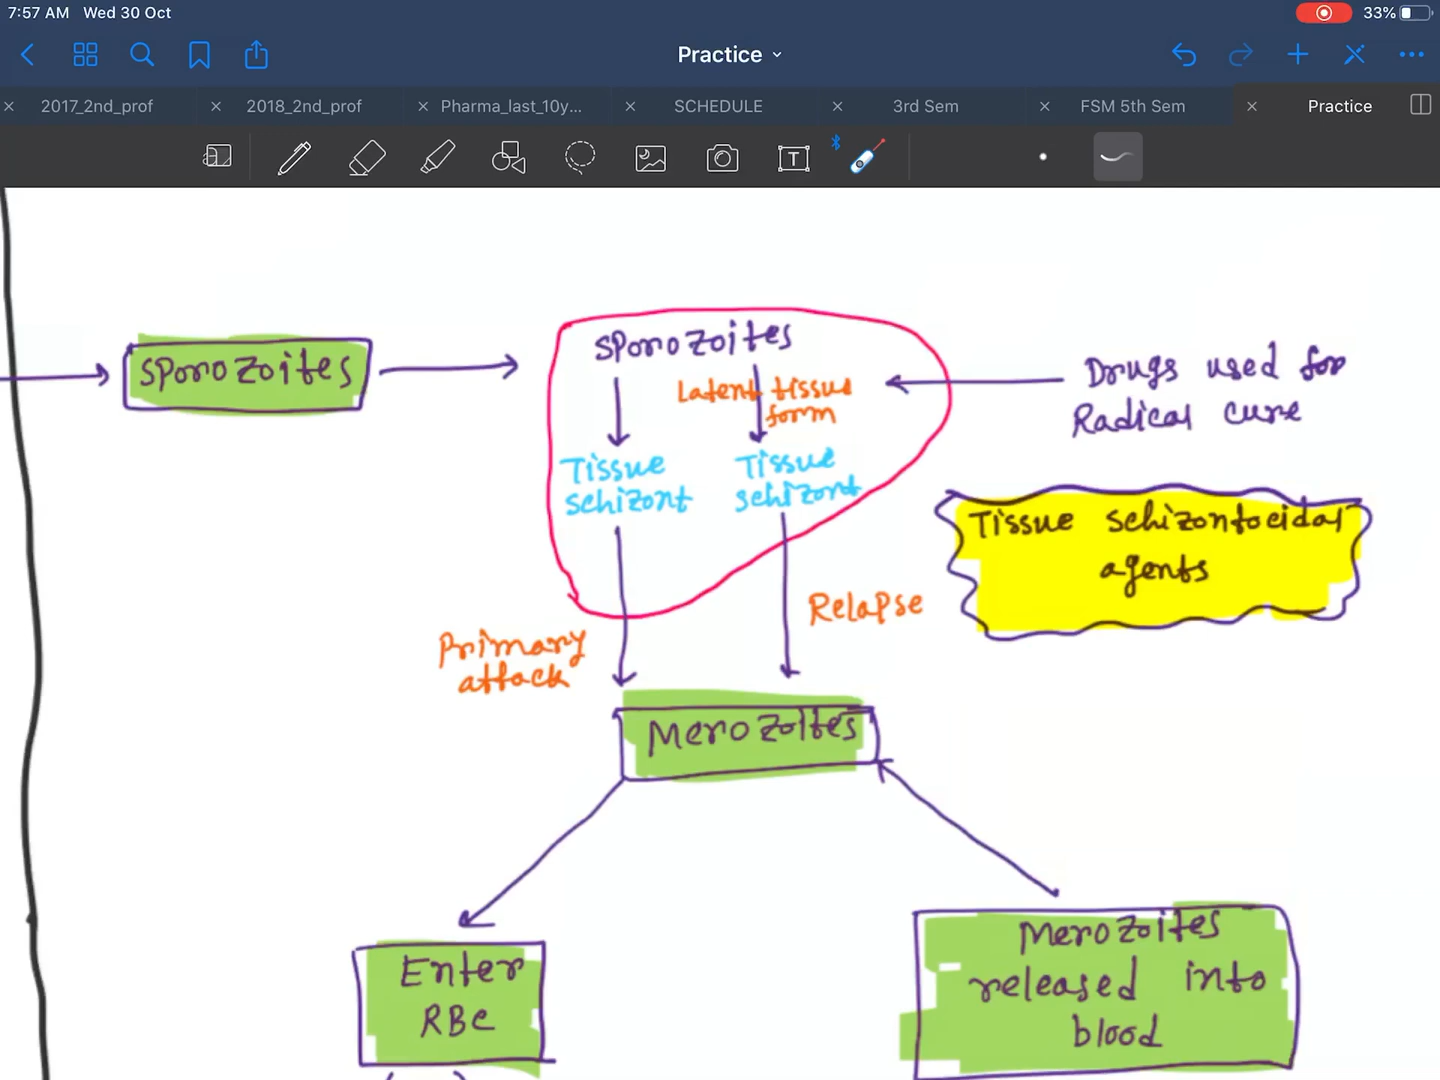 7:57 AM Wed 30 Oct
33%
Practice
2017_2nd_prof
2018_2nd_prof
Pharma_last_10y...
SCHEDULE
3rd Sem
FSM 5th Sem
Practice
T
Sporozoites
Sporozoites
Latent tissue
form
Drugs used for
Radical cure
Tissue
schizont
Tissue
schizont
Tissue schizontocidal
agents
Relapse
Primary
attack
Merozoites
Enter
RBC
Merozoites
released into
blood